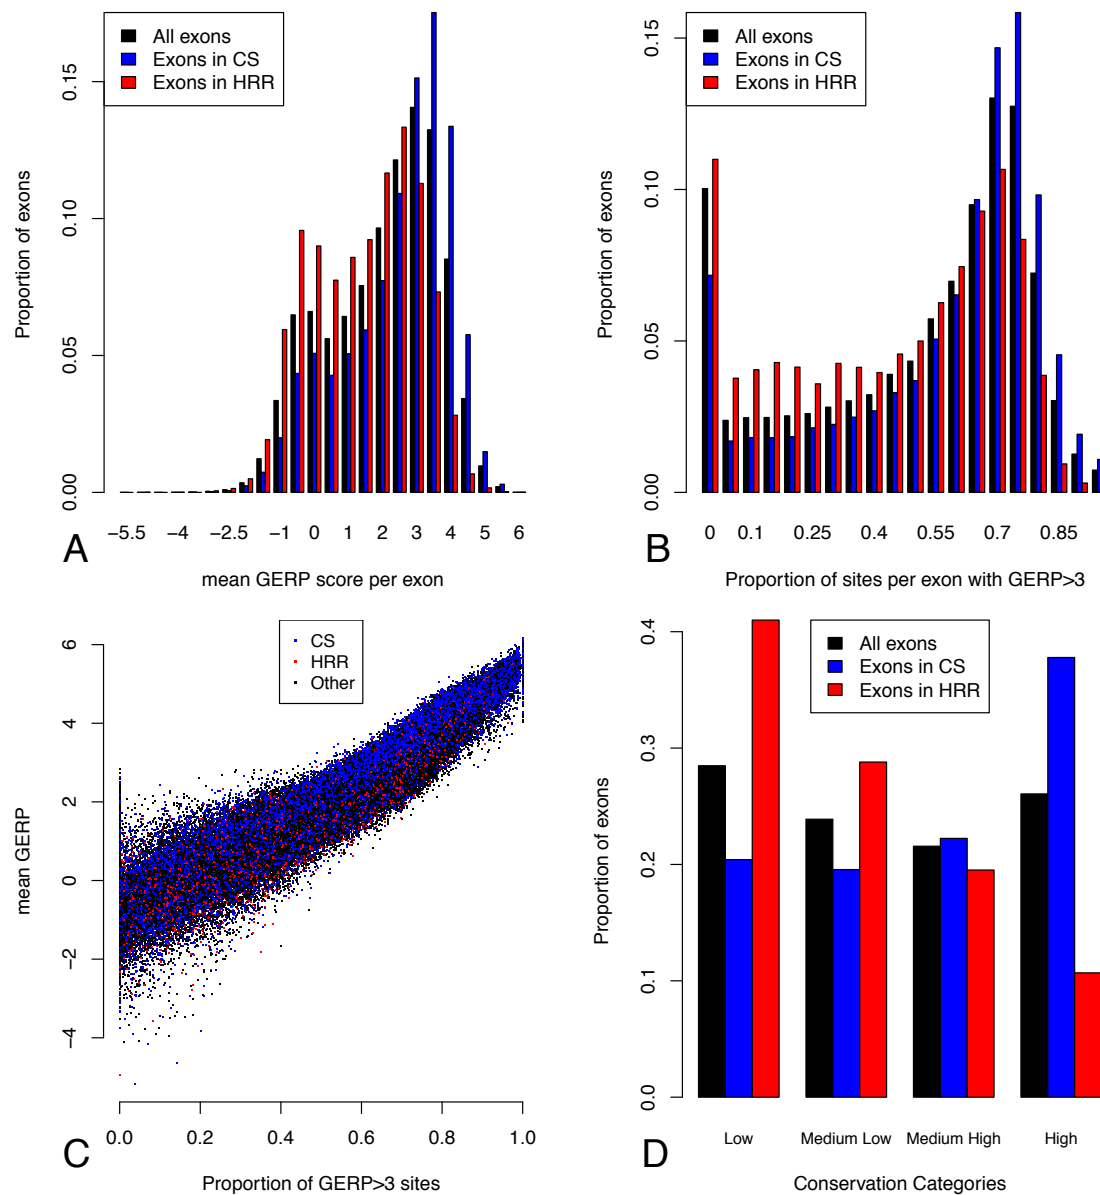 All exons
Exons in CS
Exons in HRR
Proportion of exons
0.00
0.05
0.10
0.15
−5.5 −4 −2.5 −1 0 1 2 3 4 5 6
A
mean GERP score per exon
All exons
Exons in CS
Exons in HRR
Proportion of exons
0.00
0.05
0.10
0.15
0 0.1 0.25 0.4 0.55 0.7 0.85
B
Proportion of sites per exon with GERP>3
CS
HRR
Other
mean GERP
6
4
2
0
−2
−4
0.0 0.2 0.4 0.6 0.8 1.0
C
Proportion of GERP>3 sites
All exons
Exons in CS
Exons in HRR
Proportion of exons
0.0
0.1
0.2
0.3
0.4
Low Medium Low Medium High High
D
Conservation Categories